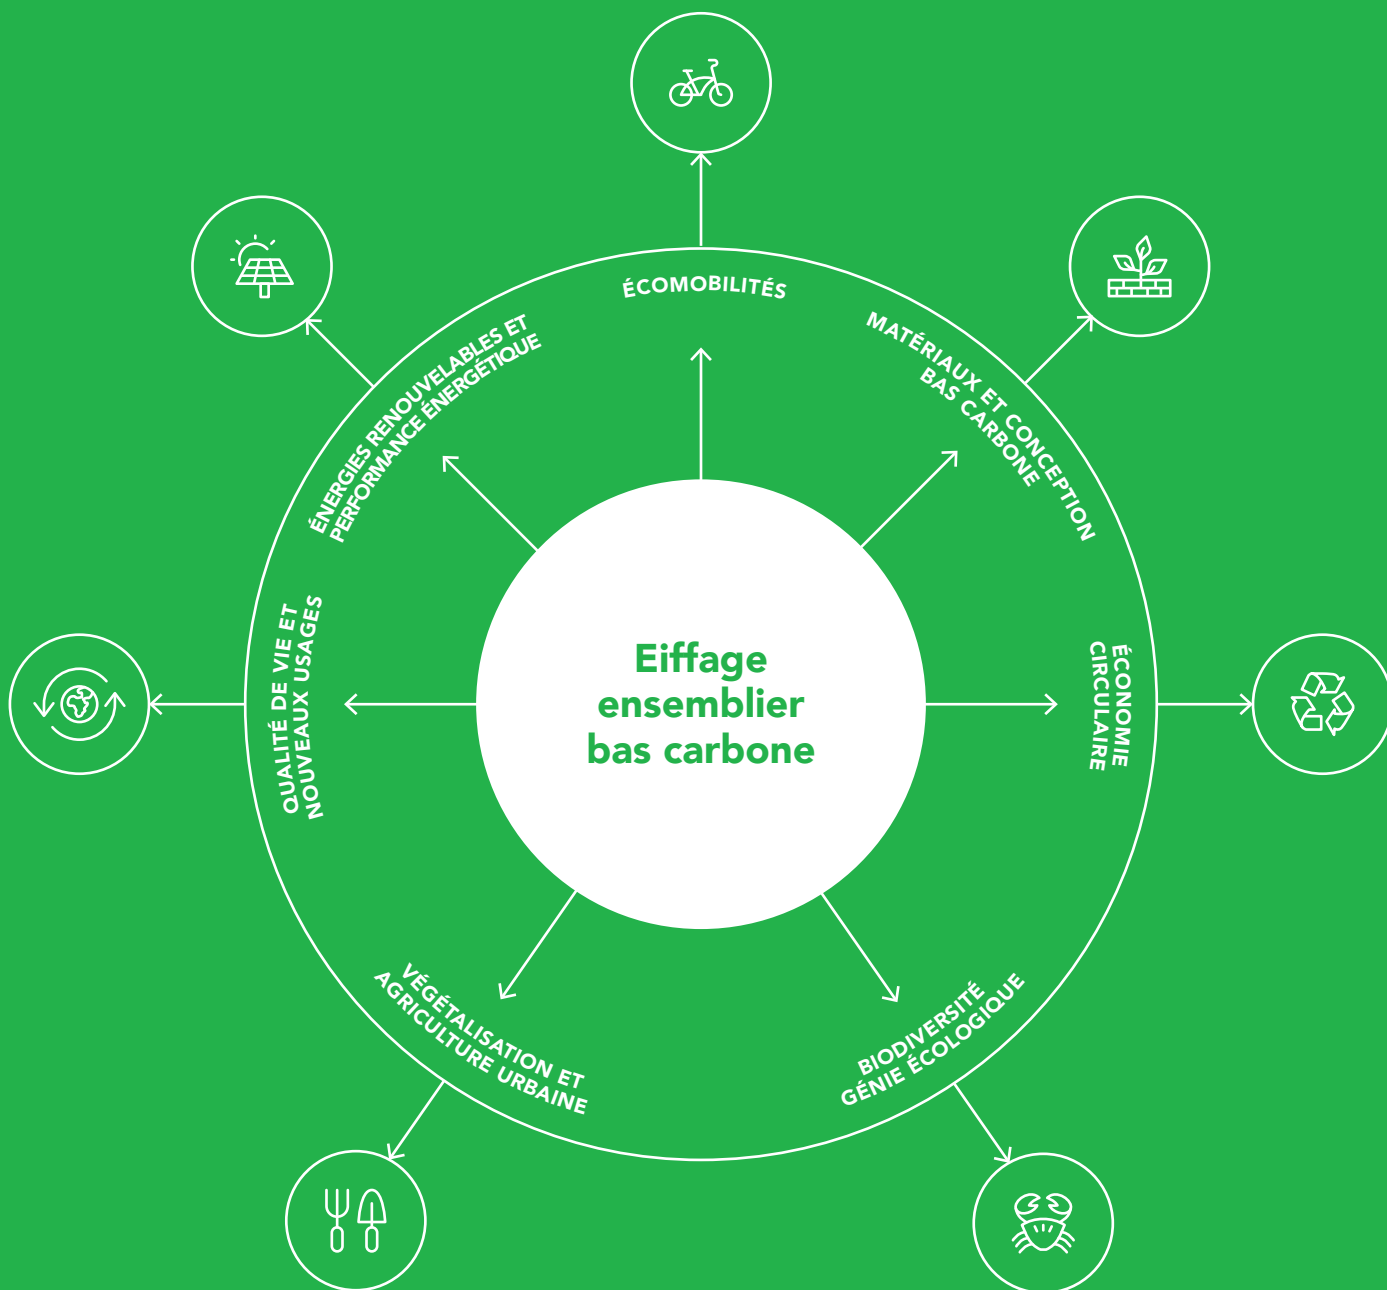 ÉCOMOBILITÉS
MATÉRIAUX ET CONCEPTION
BAS CARBONE
ÉNERGIES RENOUVELABLES ET
PERFORMANCE ÉNERGÉTIQUE
Eiffage
ensemblier
bas carbone
ÉCONOMIE
CIRCULAIRE
QUALITÉ DE VIE ET
NOUVEAUX USAGES
VÉGÉTALISATION ET
AGRICULTURE URBAINE
BIODIVERSITÉ
GÉNIE ÉCOLOGIQUE